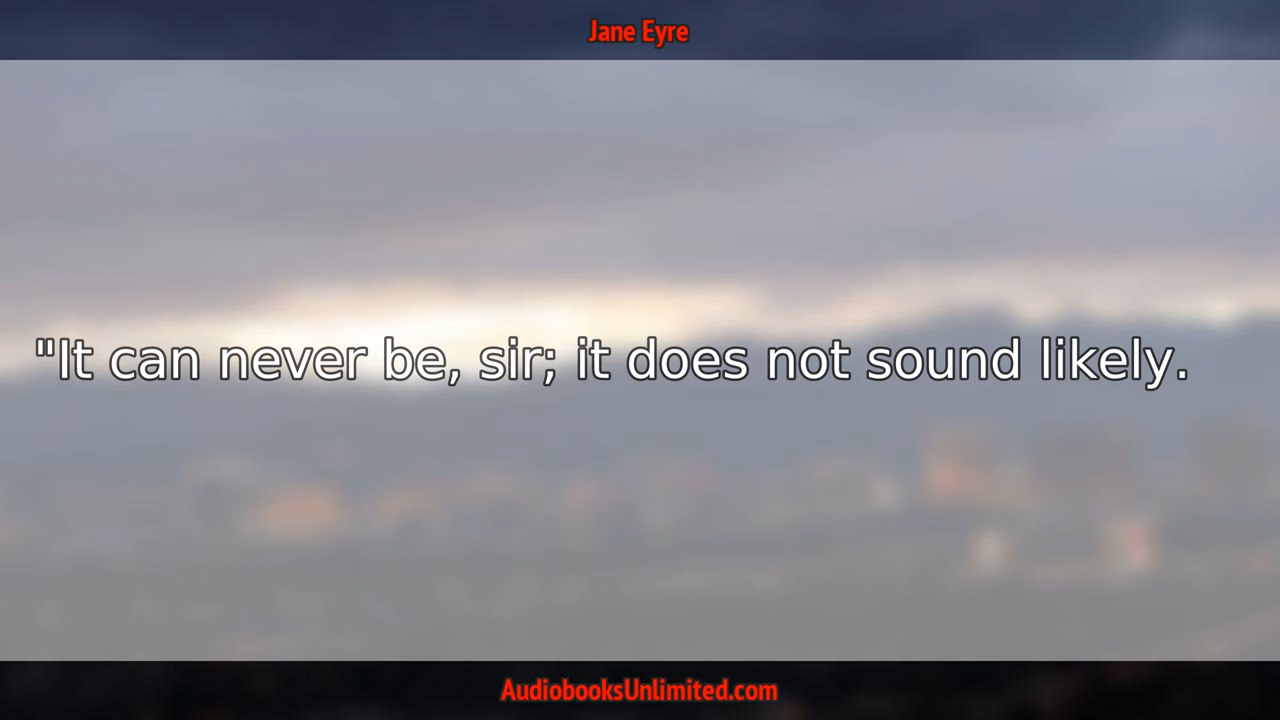 Jane Eyre
"It can never be, sir; it does not sound likely.
AudiobooksUnlimited.com